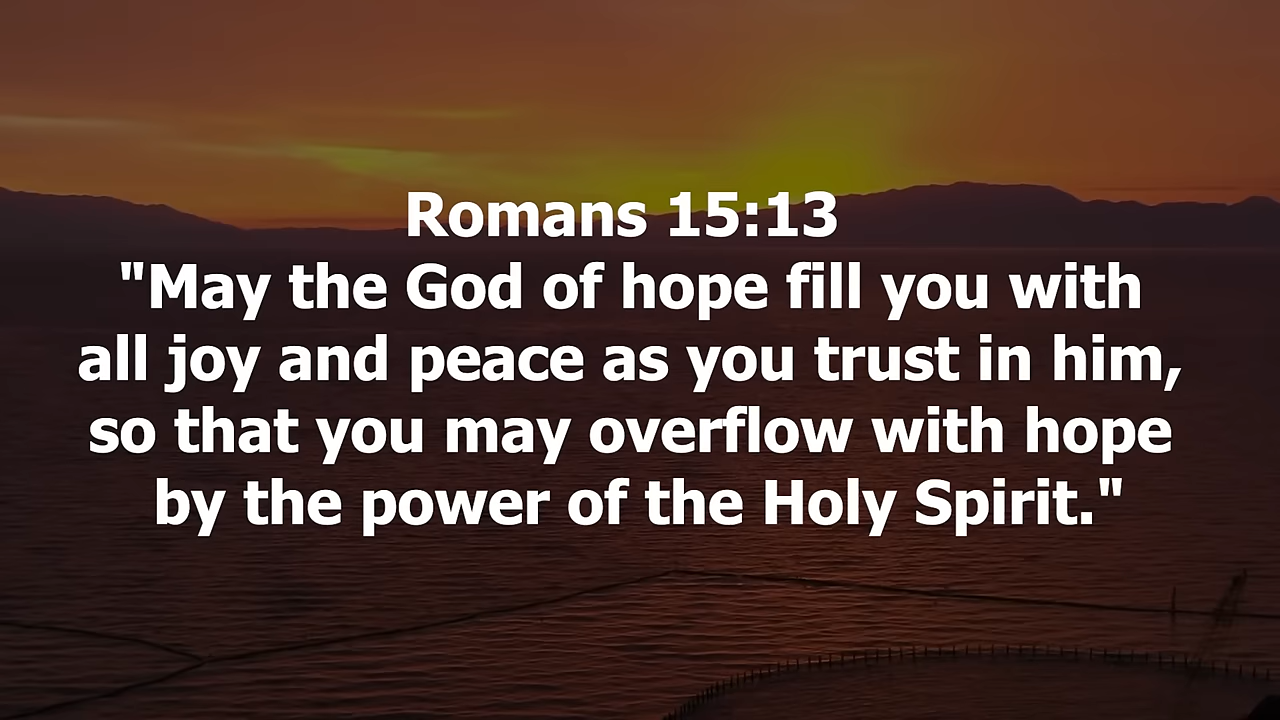 Romans 15:13
"May the God of hope fill you with
all joy and peace as you trust in him,
so that you may overflow with hope
by the power of the Holy Spirit."